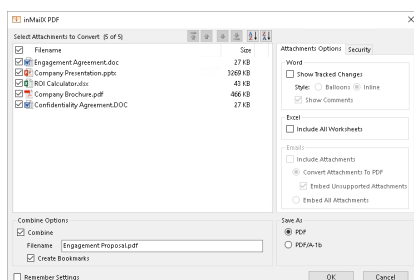 inMailX PDF
Select Attachments to Convert (5 of 5)
Filename Size
Engagement Agreement.doc 27 KB
Company Presentation.pptx 3269 KB
ROI Calculator.xlsx 43 KB
Company Brochure.pdf 466 KB
Confidentiality Agreement.DOC 27 KB
Attachments Options Security
Word
Show Tracked Changes
Style: Balloons Inline
Show Comments
Excel
Include All Worksheets
Emails
Include Attachments
Convert Attachments To PDF
Embed Unsupported Attachments
Embed All Attachments
Combine Options
Combine
Filename Engagement Proposal.pdf
Create Bookmarks
Save As
PDF
PDF/A-1b
Remember Settings
OK Cancel